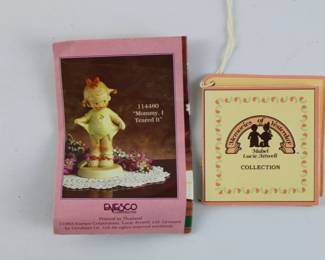 114480
"Mommy, I
Teared It"
ENESCO
Printed in Thailand
Memories of Yesterday
Mabel
Lucie Attwell
COLLECTION